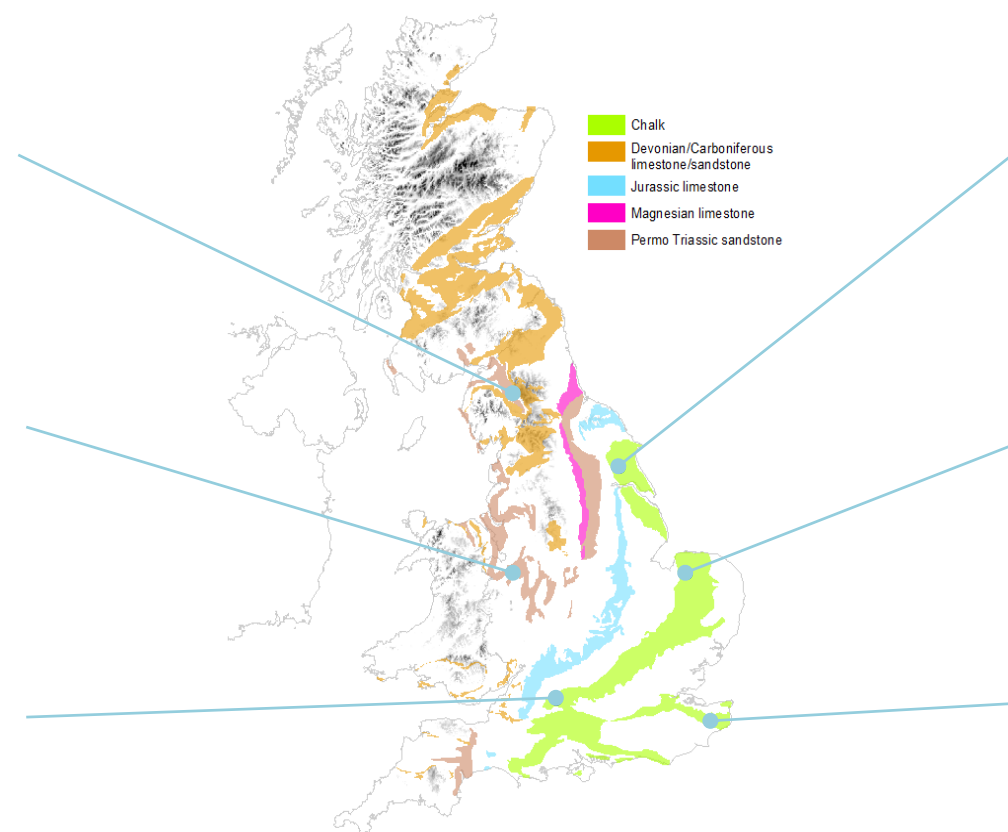 Chalk
Devonian/Carboniferous
limestone/sandstone
Jurassic limestone
Magnesian limestone
Permo Triassic sandstone